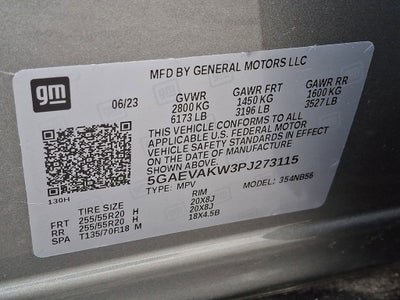 gm
MFD BY GENERAL MOTORS LLC
06/23 GVWR GAWR FRT GAWR RR
2800 KG 1450 KG 1600 KG
6173 LB 3196 LB 3527 LB
THIS VEHICLE CONFORMS TO ALL
APPLICABLE U.S. FEDERAL MOTOR
VEHICLE SAFETY STANDARDS IN EFFECT
ON THE DATE OF MANUFACTURE
5GAEVAKW3PJ273115
130H TYPE: MPV MODEL: 354NB56
TIRE SIZE RIM
FRT 255/55R20 H 20X8J
RR 255/55R20 H 20X8J
SPA T135/70R18 M 18X4.5B